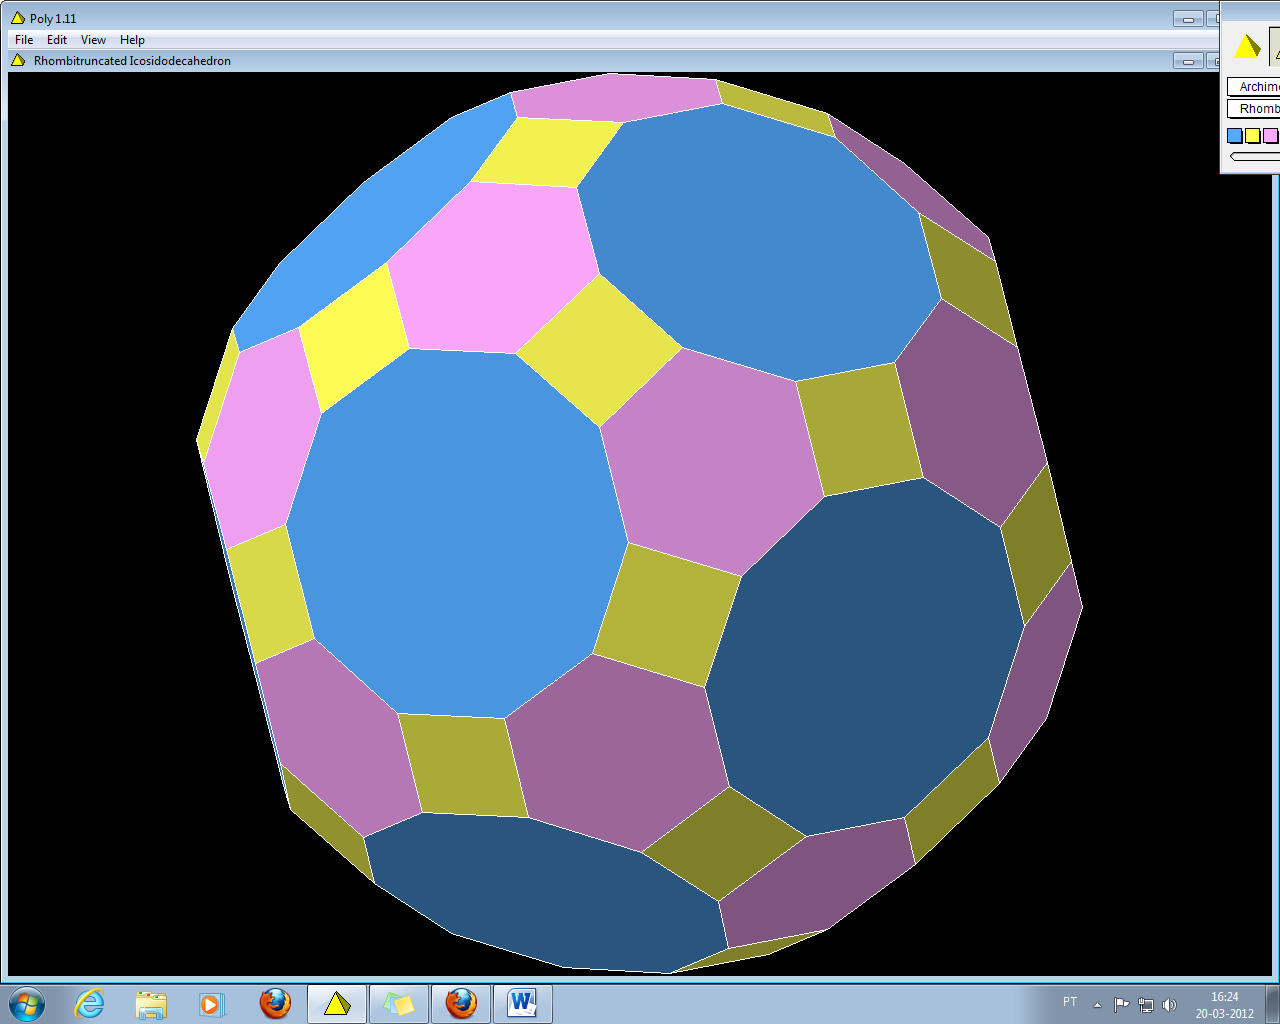 Poly 1.11
File Edit View Help
Rhombitruncated Icosidodecahedron
Archim
Rhomb
PT
16:24
20-03-2012